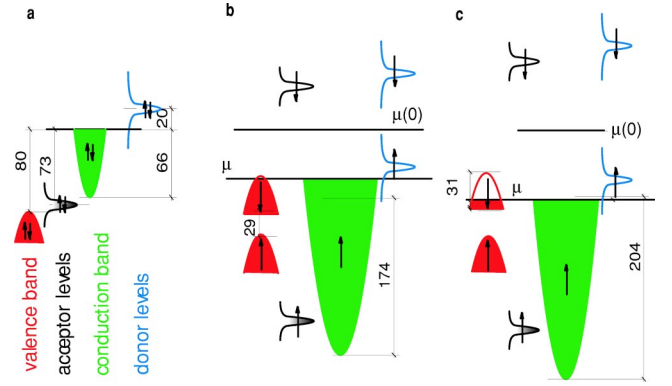 a
80
73
20
66
valence band
acceptor levels
conduction band
donor levels
b
μ(0)
μ
29
174
c
μ(0)
31
μ
204